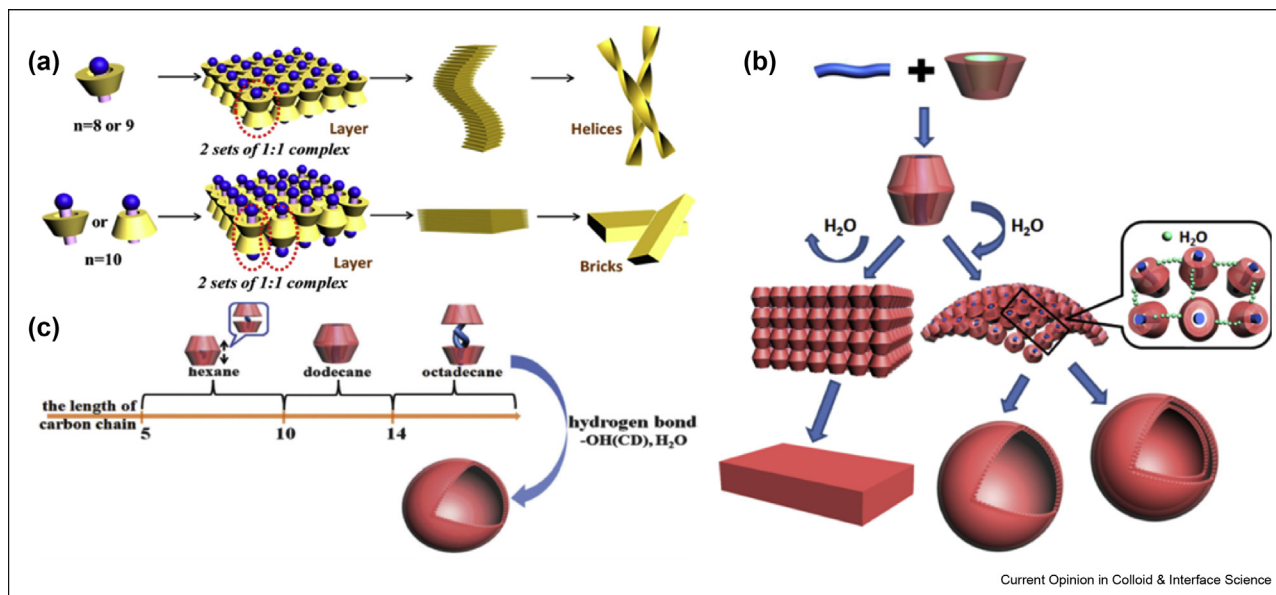 (a)
n=8 or 9
Layer
2 sets of 1:1 complex
Helices
or
n=10
Layer
2 sets of 1:1 complex
Bricks
(c)
hexane
dodecane
octadecane
the length of
carbon chain
5
10
14
hydrogen bond
-OH(CD), H₂O
(b)
H₂O
H₂O
H₂O
Current Opinion in Colloid & Interface Science